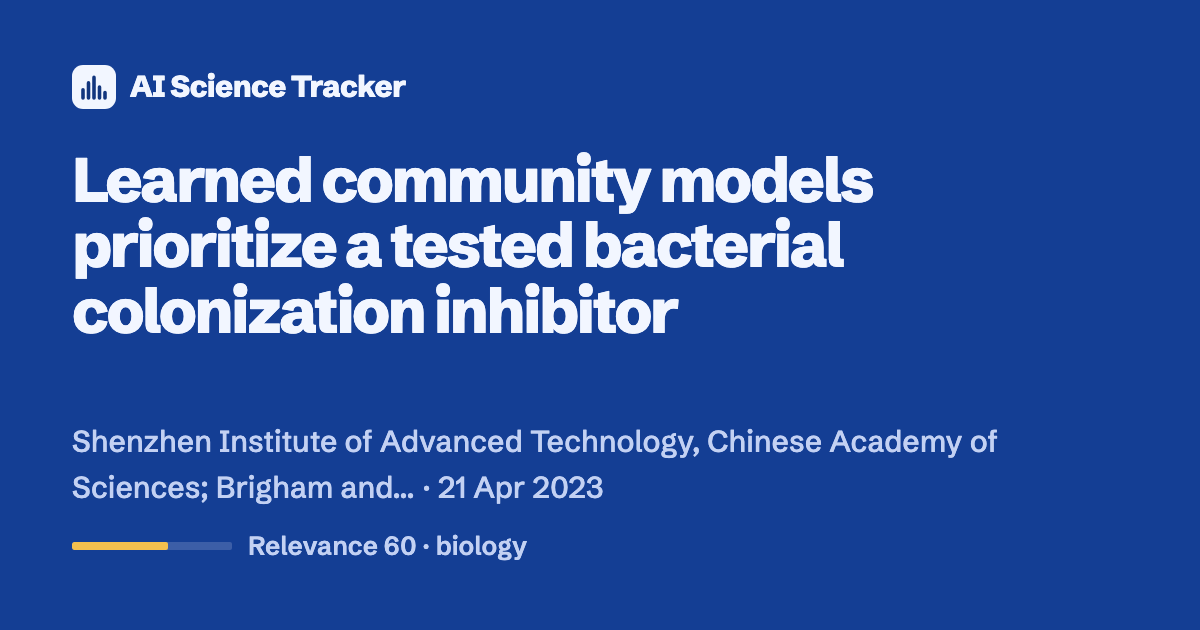 AI Science Tracker
Learned community models
prioritize a tested bacterial
colonization inhibitor
Shenzhen Institute of Advanced Technology, Chinese Academy of
Sciences; Brigham and… · 21 Apr 2023
Relevance 60 · biology